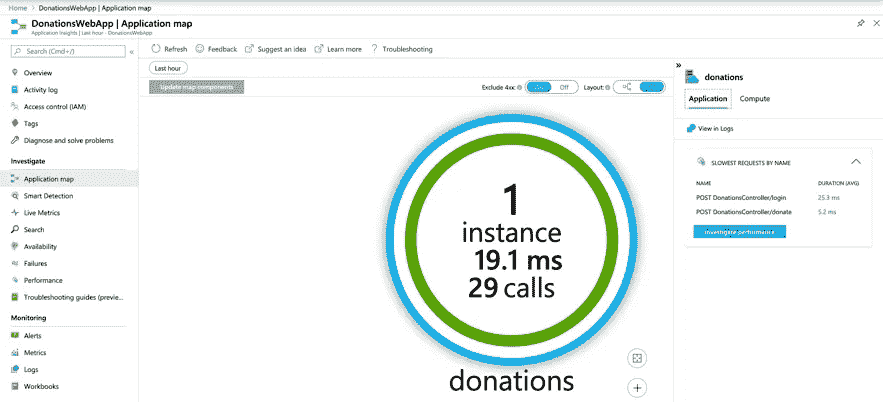 Home > DonationsWebApp | Application map
DonationsWebApp | Application map
Application Insights | Last hour - DonationsWebApp
Search (Cmd+/)
«
Overview
Activity log
Access control (IAM)
Tags
Diagnose and solve problems
Investigate
Application map
Smart Detection
Live Metrics
Search
Availability
Failures
Performance
Troubleshooting guides (previe...
Monitoring
Alerts
Metrics
Logs
Workbooks
Refresh
Feedback
Suggest an idea
Learn more
? Troubleshooting
Last hour
Update map components
Exclude 4xx:
Off
Layout:
1
instance
19.1 ms
29 calls
donations
»
donations
Application
Compute
View in Logs
SLOWEST REQUESTS BY NAME
NAME DURATION (AVG)
POST DonationsController/login 25.3 ms
POST DonationsController/donate 5.2 ms
Investigate performance